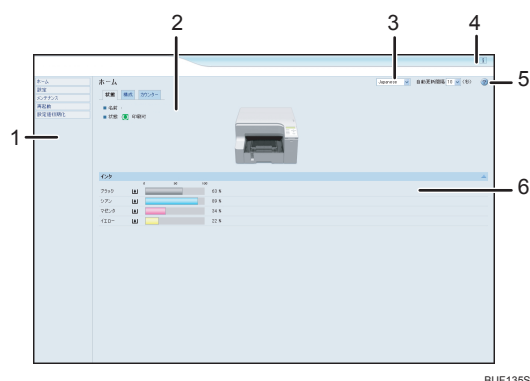 2
3
4
ホーム
ホーム
Japanese
自動更新間隔 10 (秒)
5
設定
メンテナンス
再起動
設定値初期化
状態 構成 カウンター
名前
状態 印刷可
1
インク
6
0 50 100
ブラック 63 %
シアン 89 %
マゼンタ 34 %
イエロー 22 %
BUF135S